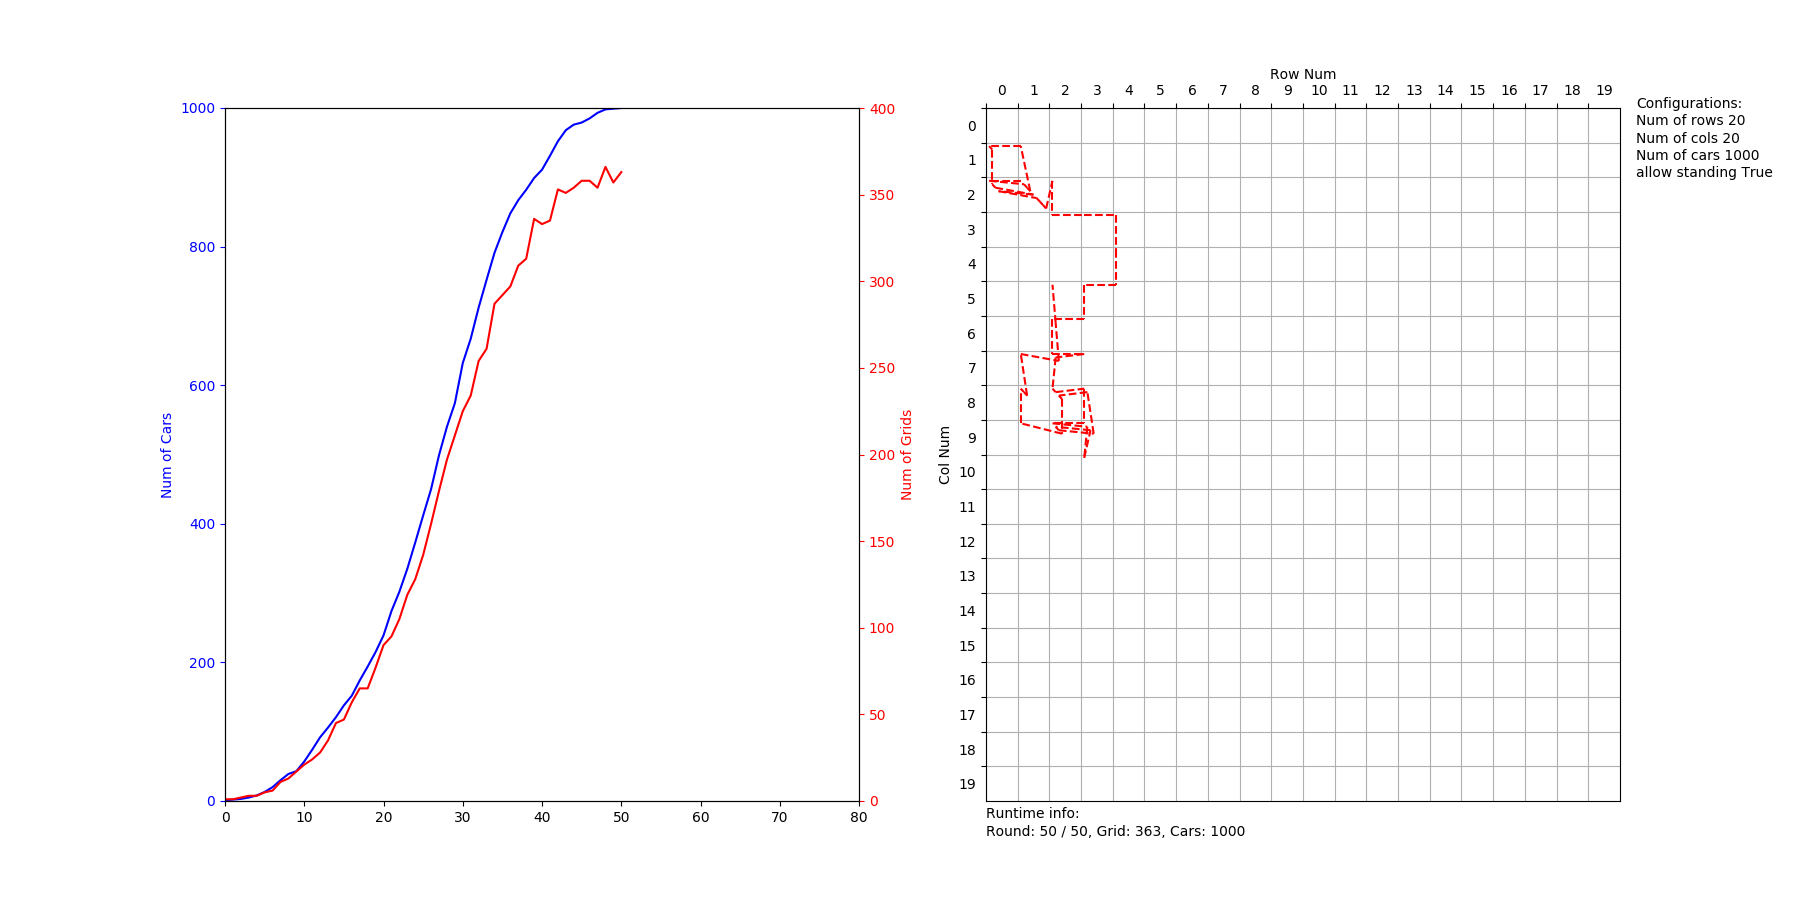 1000
800
600
400
200
0
Num of Cars
0 10 20 30 40 50 60 70 80
400
350
300
250
200
150
100
50
0
Num of Grids
Row Num
0 1 2 3 4 5 6 7 8 9 10 11 12 13 14 15 16 17 18 19
Col Num
0
1
2
3
4
5
6
7
8
9
10
11
12
13
14
15
16
17
18
19
Configurations:
Num of rows 20
Num of cols 20
Num of cars 1000
allow standing True
Runtime info:
Round: 50 / 50, Grid: 363, Cars: 1000